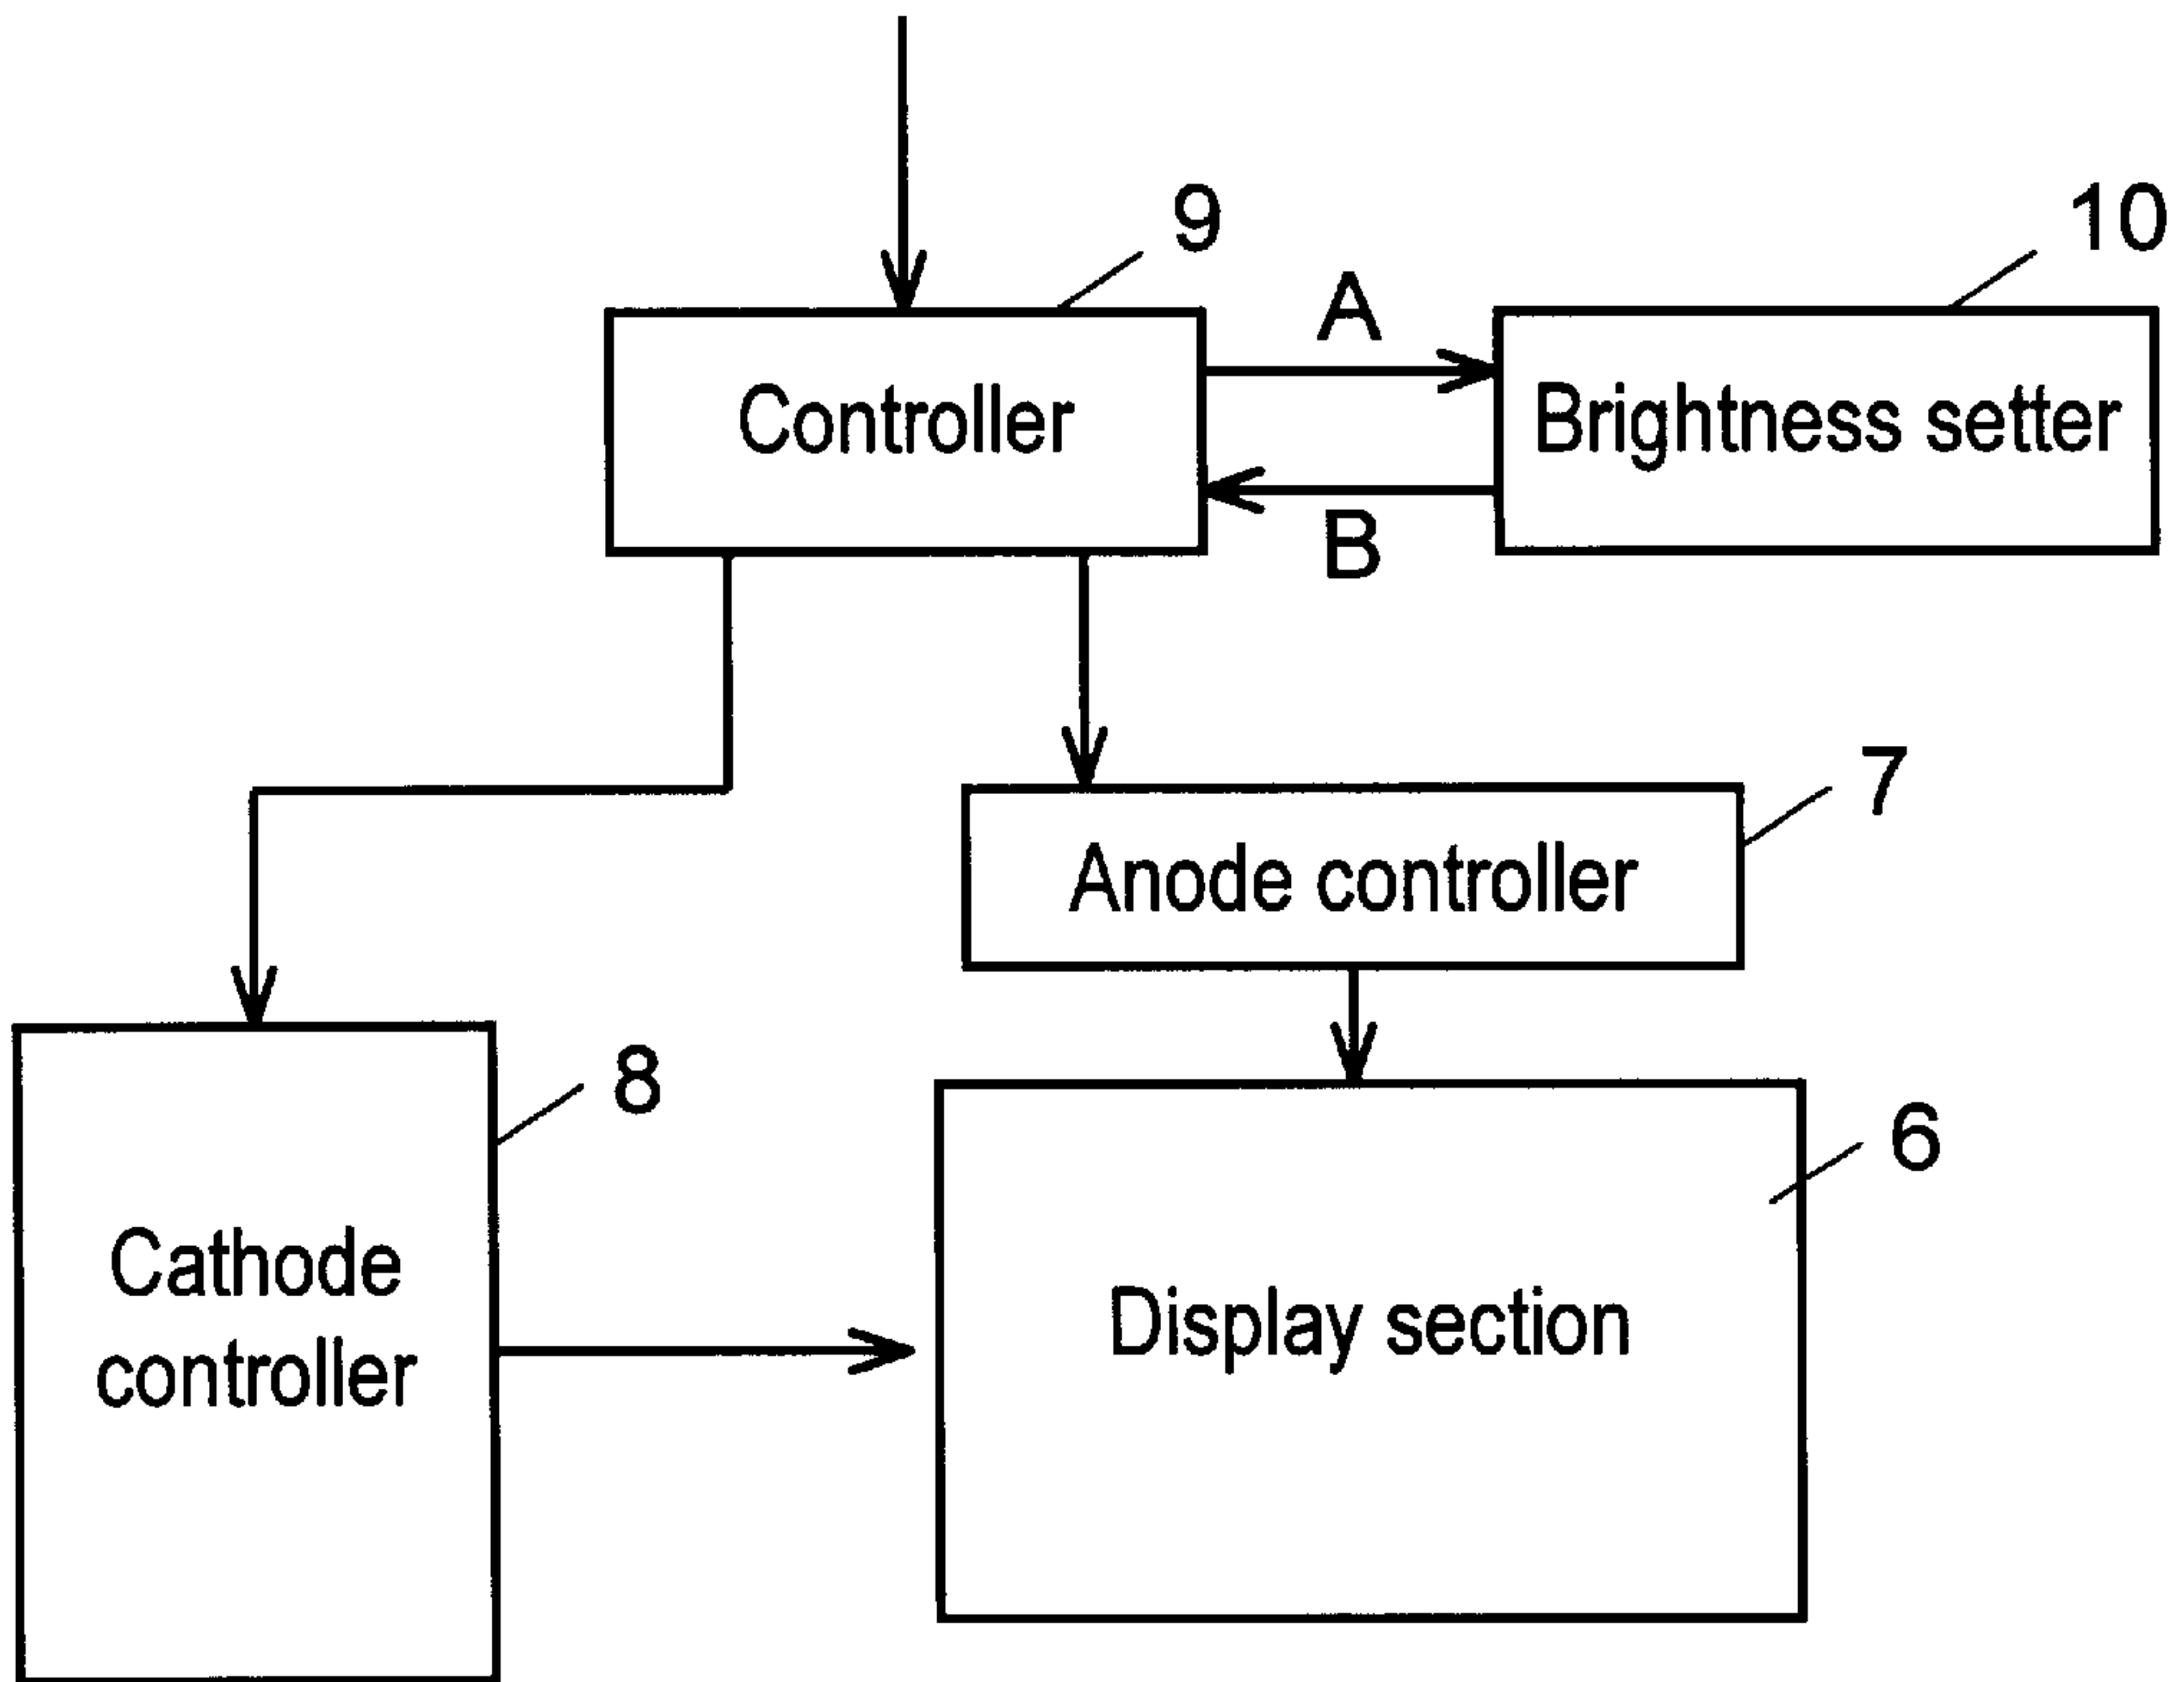 9
10
A
Controller
Brightness setter
B
7
Anode controller
8
6
Cathode
controller
Display section